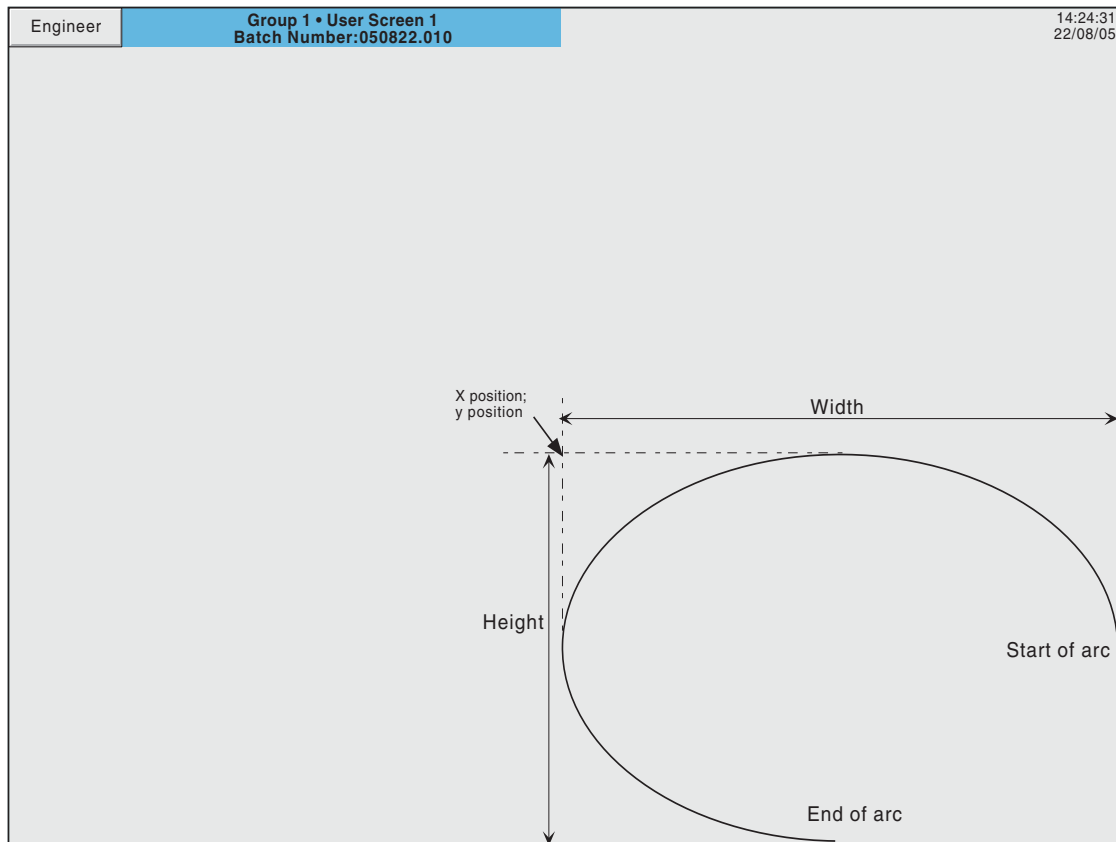 Engineer
Group 1 • User Screen 1
Batch Number:050822.010
14:24:31
22/08/05
X position;
y position
Width
Height
Start of arc
End of arc